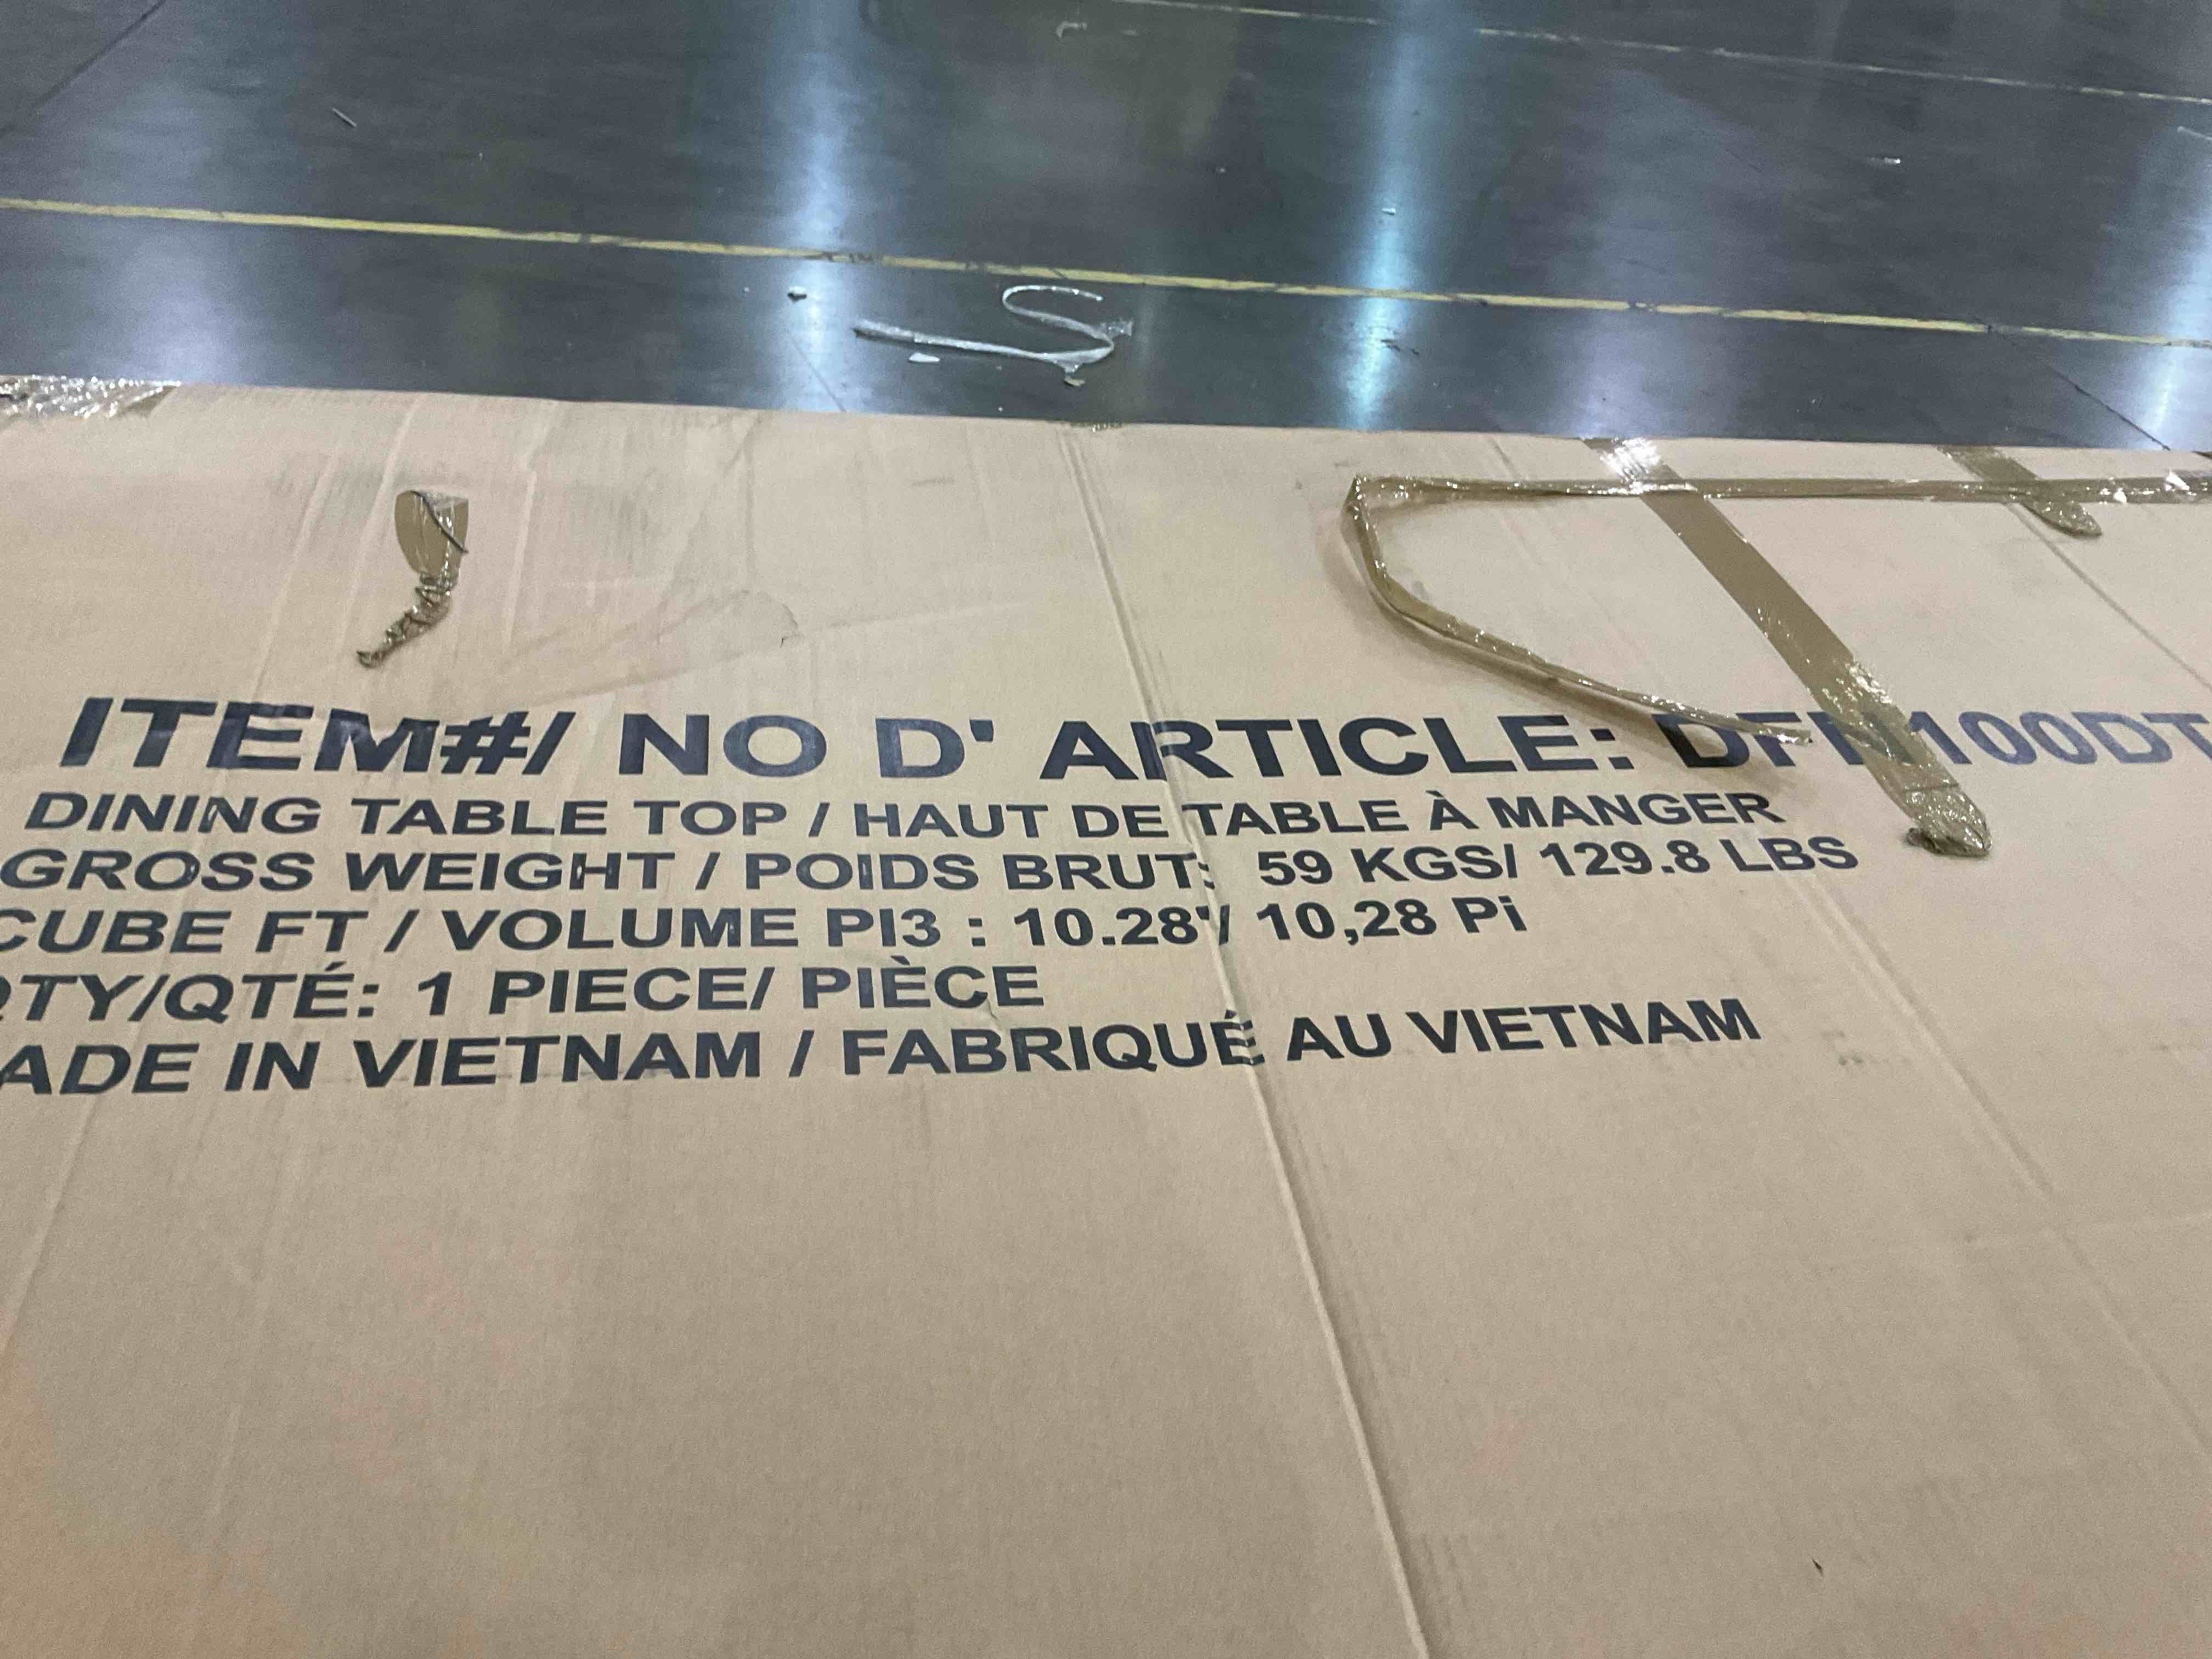 ITEM#/ NO D' ARTICLE:
DINING TABLE TOP / HAUT DE TABLE À MANGER
GROSS WEIGHT / POIDS BRUT: 59 KGS/ 129.8 LBS
CUBE FT / VOLUME PI3 : 10.28'/ 10,28 Pi
QTY/QTÉ: 1 PIECE/ PIÈCE
ADE IN VIETNAM / FABRIQUÉ AU VIETNAM